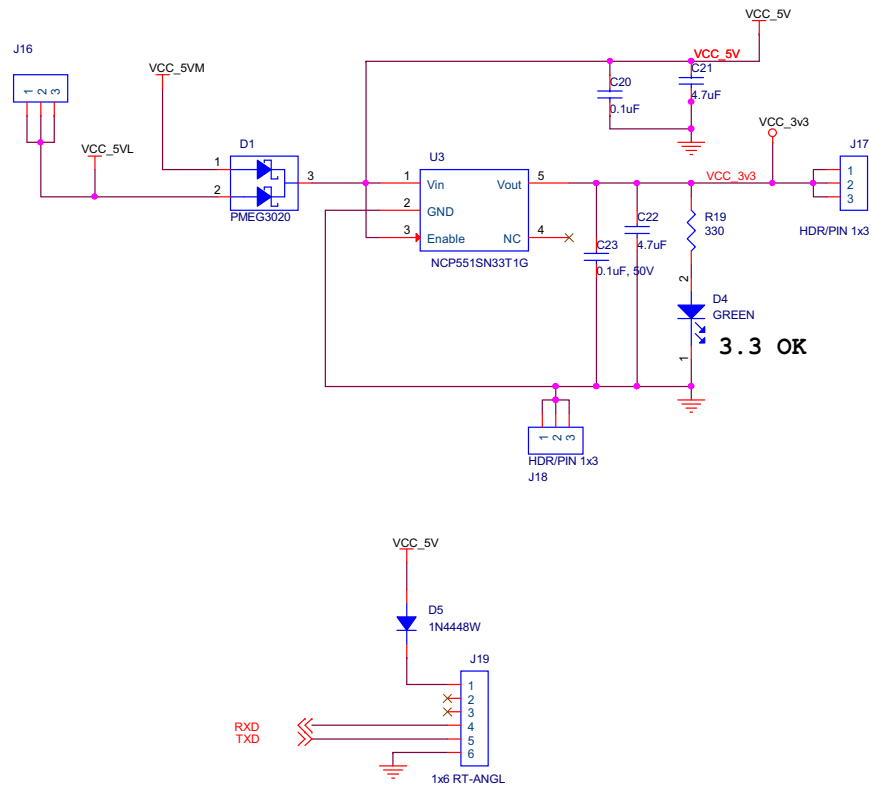 VCC_5V
J16
VCC_5VM
VCC_5V
C20
C21
0.1uF
4.7uF
1 2 3
VCC_5VL
D1
VCC_3v3
J17
1
2
3
PMEG3020
U3
1
2
3
Vin
GND
Enable
Vout
NC
5
4
NCP551SN33T1G
VCC_3v3
1
2
3
HDR/PIN 1x3
C22
4.7uF
C23
0.1uF, 50V
R19
330
2
D4
GREEN
1
3.3 OK
1 2 3
HDR/PIN 1x3
J18
VCC_5V
D5
1N4448W
J19
1
2
3
4
5
6
RXD
TXD
1x6 RT-ANGL